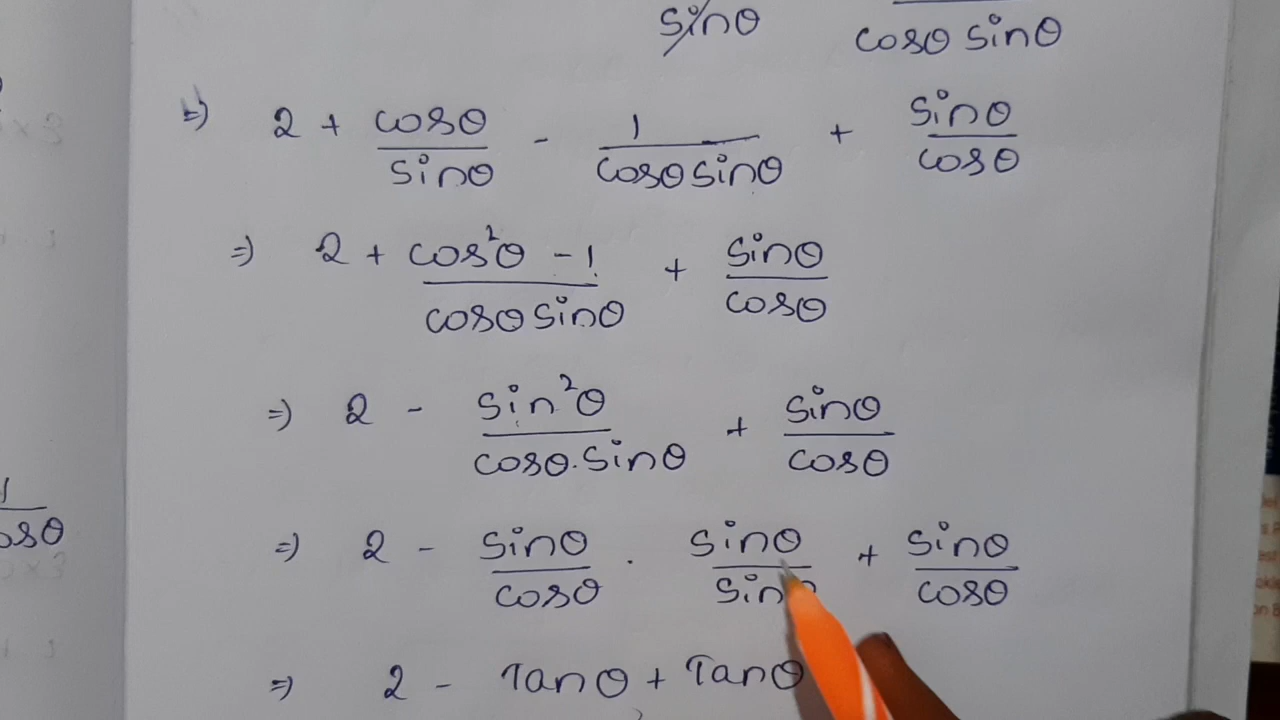 sinθ cosθ sinθ
⇒ 2 + cosθ/sinθ - 1/cosθ sinθ + sinθ/cosθ
⇒ 2 + cos²θ - 1/cosθ sinθ + sinθ/cosθ
⇒ 2 - sin²θ/cosθ.sinθ + sinθ/cosθ
⇒ 2 - sinθ/cosθ . sinθ/sinθ + sinθ/cosθ
⇒ 2 - Tanθ + Tanθ